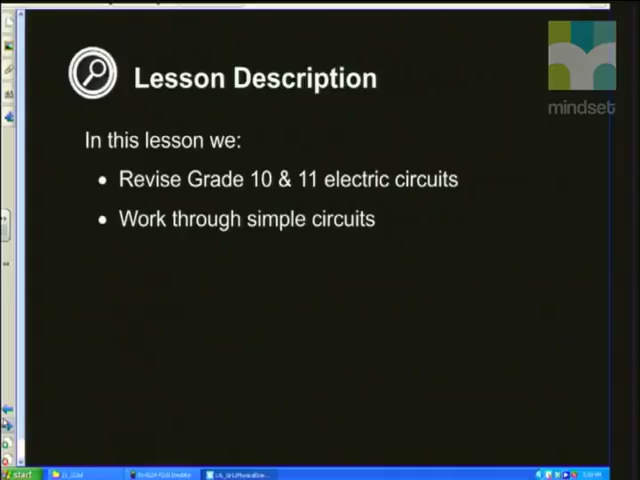 Lesson Description
mindset
In this lesson we:
• Revise Grade 10 & 11 electric circuits
• Work through simple circuits
start